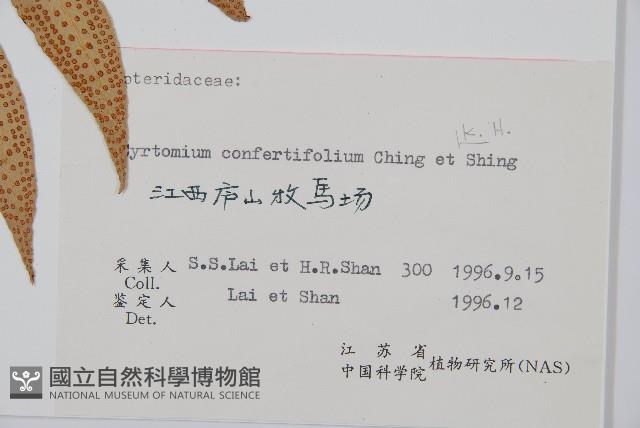 pteridaceae:
K. H.
Cyrtomium confertifolium Ching et Shing
江西庐山牧馬场
采集人 S.S.Lai et H.R.Shan 300 1996.9.15
Coll.
鉴定人 Lai et Shan 1996.12
Det.
江苏省
中国科学院 植物研究所(NAS)
國立自然科學博物館
NATIONAL MUSEUM OF NATURAL SCIENCE